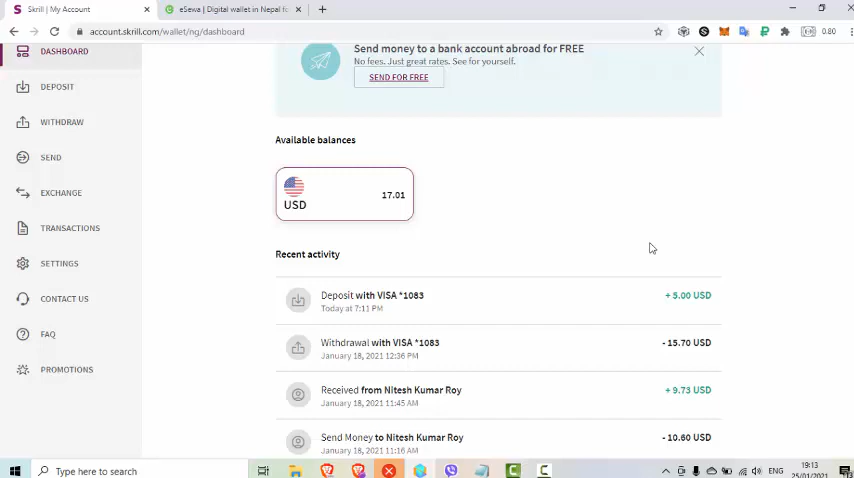 Skrill | My Account
eSewa | Digital wallet in Nepal fo
account.skrill.com/wallet/ng/dashboard
0.80
DASHBOARD
DEPOSIT
WITHDRAW
SEND
EXCHANGE
TRANSACTIONS
SETTINGS
CONTACT US
FAQ
PROMOTIONS
Send money to a bank account abroad for FREE
No fees. Just great rates. See for yourself.
SEND FOR FREE
Available balances
USD
17.01
Recent activity
Deposit with VISA *1083
Today at 7:11 PM
+ 5.00 USD
Withdrawal with VISA *1083
January 18, 2021 12:36 PM
- 15.70 USD
Received from Nitesh Kumar Roy
January 18, 2021 11:45 AM
+ 9.73 USD
Send Money to Nitesh Kumar Roy
January 18, 2021 11:16 AM
- 10.60 USD
Type here to search
ENG
19:13
25/01/2021